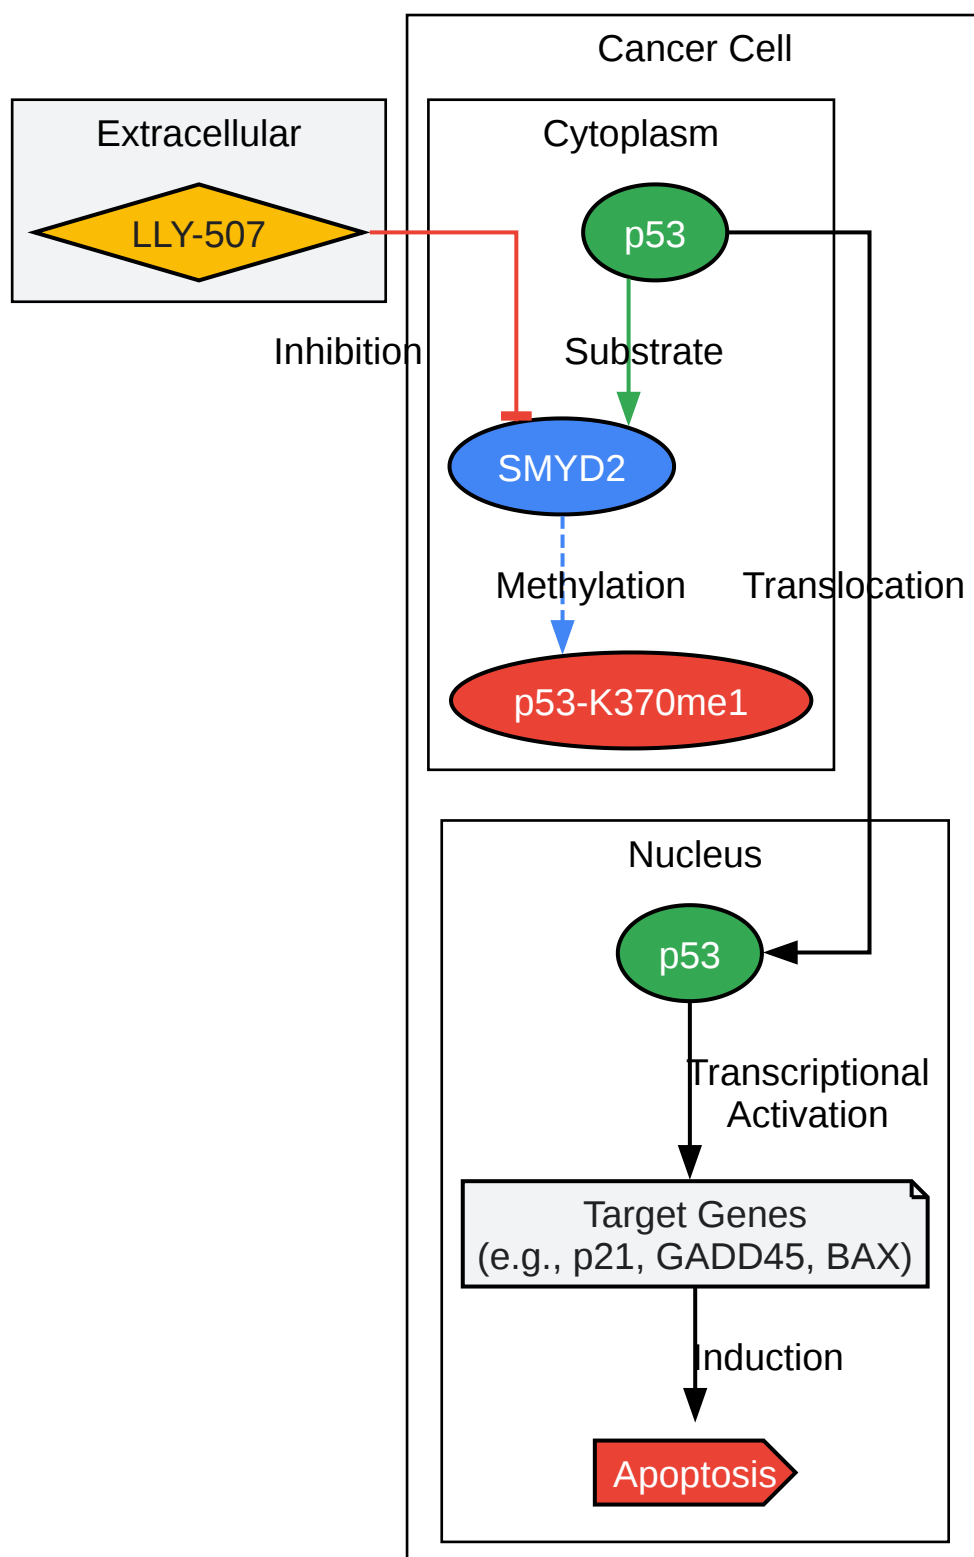 Cancer Cell
Extracellular
Cytoplasm
LLY-507
p53
Inhibition
Substrate
SMYD2
Methylation
Translocation
p53-K370me1
Nucleus
p53
Transcriptional
Activation
Target Genes
(e.g., p21, GADD45, BAX)
Induction
Apoptosis